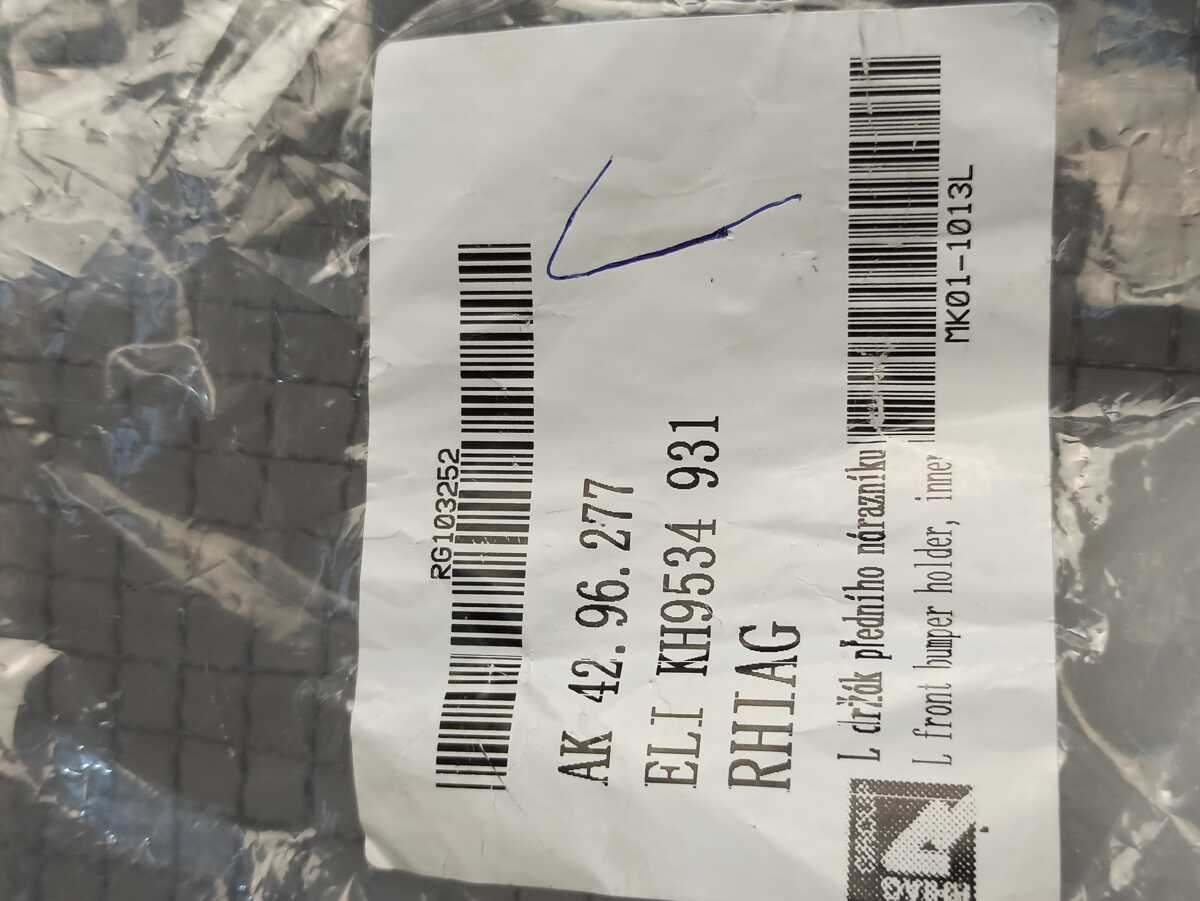 RG103252
AK 42.96.277
ELI KH9534 931
RHIAG
L držák předního nárazníku
L front bumper holder, inner
MK01-1013L